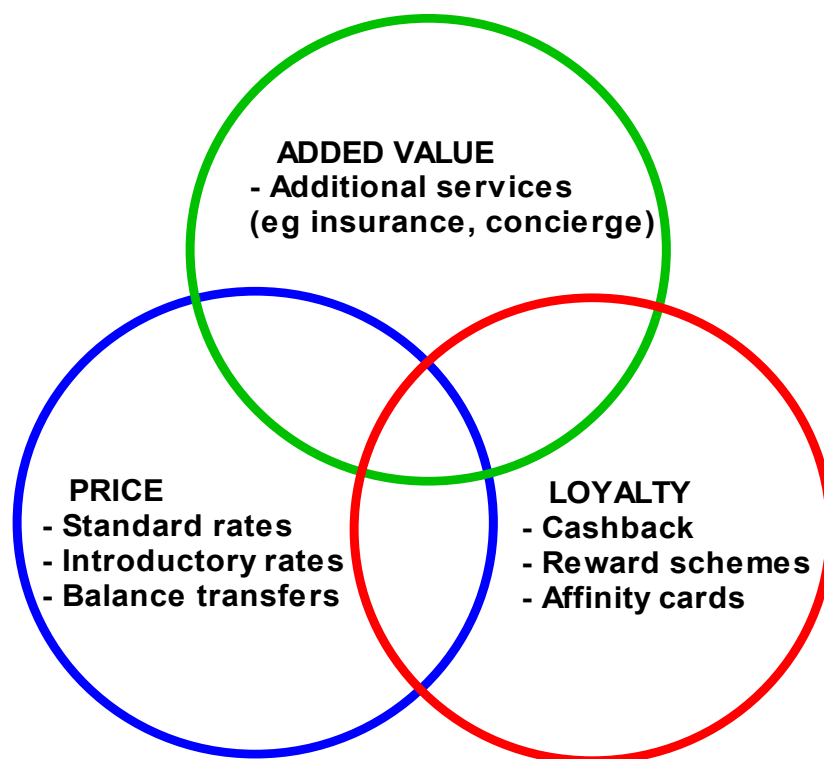 ADDED VALUE
- Additional services
(eg insurance, concierge)
PRICE
- Standard rates
- Introductory rates
- Balance transfers
LOYALTY
- Cashback
- Reward schemes
- Affinity cards